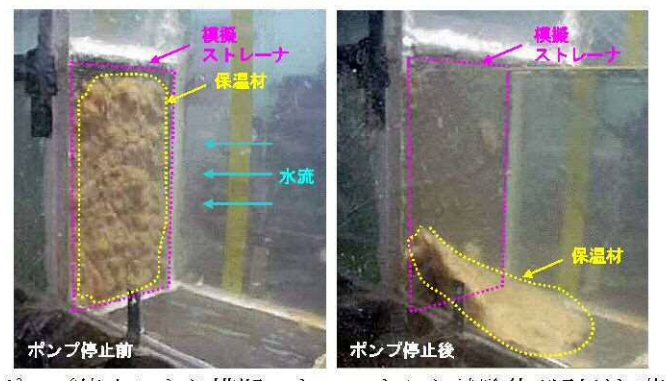 模擬
ストレーナ
保温材
水流
ポンプ停止前
模擬
ストレーナ
保温材
ポンプ停止後